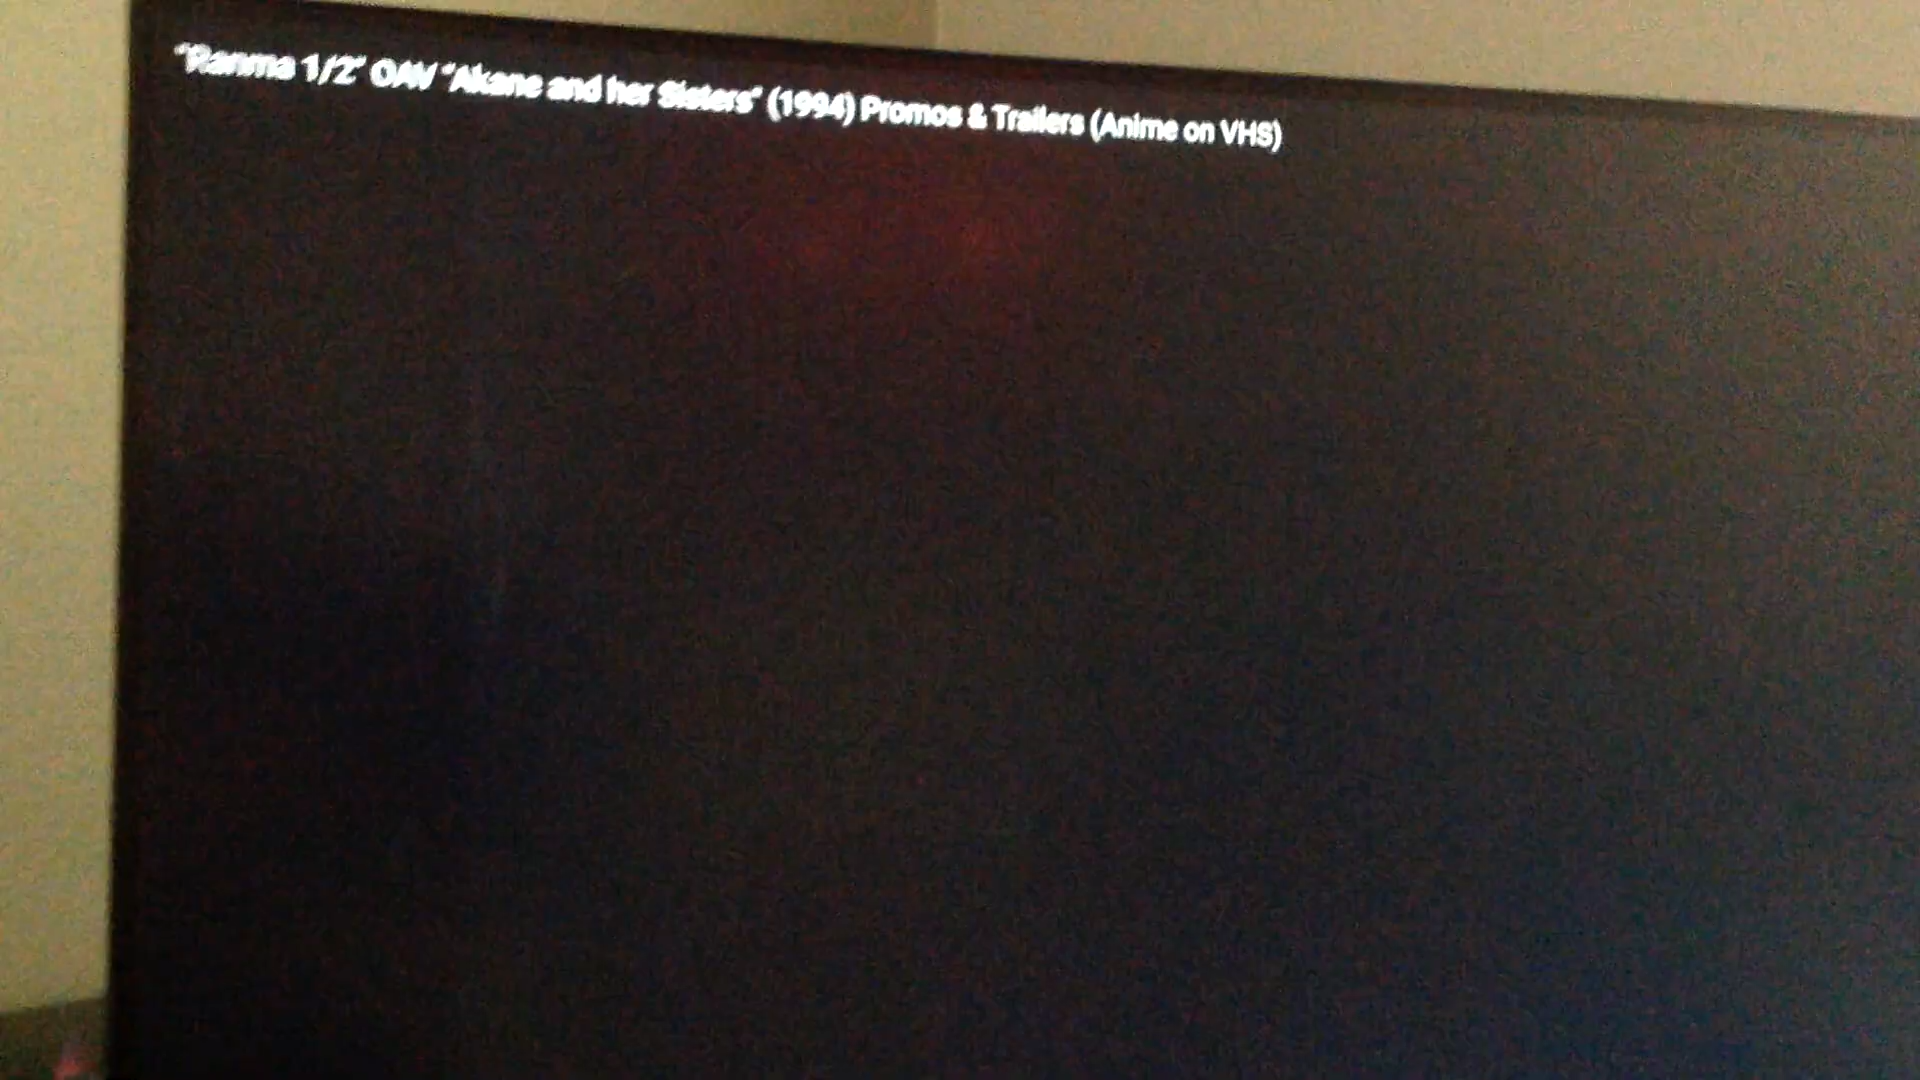 "Ranma 1/2" OAV "Akane and her Sisters" (1994) Promos & Trailers (Anime on VHS)